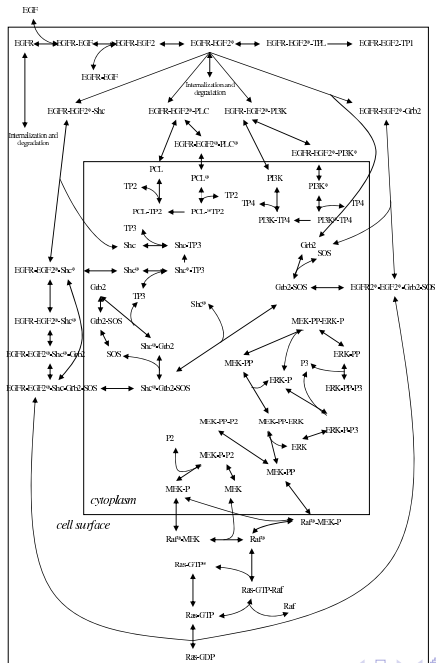 EGF
EGFR
EGFR-EGF
EGFR-EGF2
EGFR-EGF2*
EGFR-EGF2*-TP1
EGFR-EGF2-TP1
EGFR-EGF
Internalization and
degradation
EGFR-EGF2*-Shc
EGFR-EGF2*-PLC
EGFR-EGF2*-PI3K
EGFR-EGF2*-Grb2
Internalization and
degradation
EGFR-EGF2*-PLC*
EGFR-EGF2*-PI3K*
PCL
PCL*
PI3K
PI3K*
TP2
TP2
TP4
TP4
PCL-TP2
PCL-*TP2
PI3K-TP4
PI3K*-TP4
TP3
Shc
Shc-TP3
Grb2
SOS
EGFR-EGF2*-Shc*
Shc*
Shc*-TP3
Grb2
TP3
Shc*
Grb2-SOS
EGFR2*-EGF2*-Grb2-SOS
EGFR-EGF2*-Shc*
Grb2-SOS
MEK-PP-ERK-P
EGFR-EGF2*-Shc*-Grb2
SOS
Shc*-Grb2
MEK-PP
P3
ERK-PP
ERK-P
ERK-PP-P3
EGFR-EGF2*-Shc-Grb2-SOS
Shc*-Grb2-SOS
MEK-PP-P2
MEK-PP-ERK
ERK-P-P3
P2
ERK
MEK-P-P2
MEK-PP
MEK-P
MEK
cytoplasm
cell surface
Raf*-MEK-P
Raf*-MEK
Raf*
Ras-GTP*
Ras-GTP-Raf
Raf
Ras-GTP
Ras-GDP